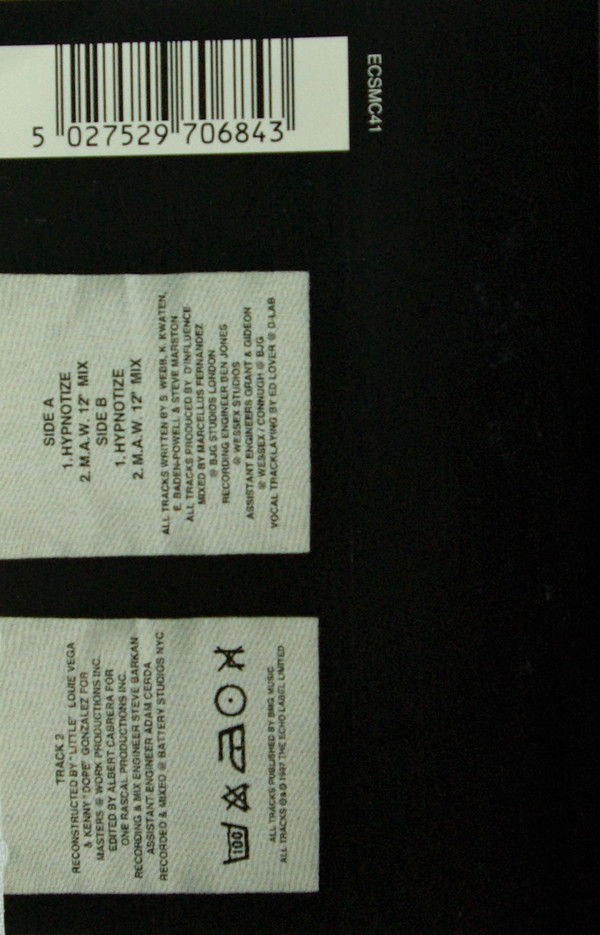 5 027529 706843
ECSMC41
SIDE A
1. HYPNOTIZE
2. M.A.W. 12" MIX
SIDE B
1. HYPNOTIZE
2. M.A.W. 12" MIX
ALL TRACKS WRITTEN BY S. WEBB, K. KWATEN,
E. BADEN-POWELL & STEVE MARSTON
ALL TRACKS PRODUCED BY D'INFLUENCE
MIXED BY MARCELLUS FERNANDEZ
@ BJG STUDIOS LONDON
RECORDING ENGINEER BEN JONES
@ WESSEX STUDIOS
ASSISTANT ENGINEERS GRANT & GIDEON
@ WESSEX / CONNUGH @ BJG
VOCAL TRACKLAYING BY ED LOVER @ D-LAB
TRACK 2
RECONSTRUCTED BY "LITTLE" LOUIE VEGA
& KENNY "DOPE" GONZALEZ FOR
MASTERS @ WORK PRODUCTIONS INC.
EDITED BY ALBERT CABRERA FOR
ONE RASCAL PRODUCTIONS INC.
RECORDING & MIX ENGINEER STEVE BARKAN
ASSISTANT ENGINEER ADAM CERDA
RECORDED & MIXED @ BATTERY STUDIOS NYC
100
ALL TRACKS PUBLISHED BY BMG MUSIC
ALL TRACKS ℗ & © 1997 THE ECHO LABEL LIMITED